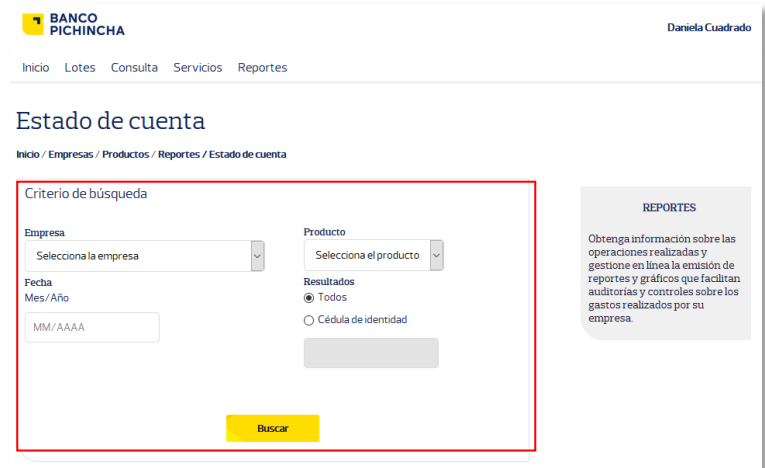 BANCO
PICHINCHA
Daniela Cuadrado
Inicio Lotes Consulta Servicios Reportes
Estado de cuenta
Inicio / Empresas / Productos / Reportes / Estado de cuenta
Criterio de búsqueda
Empresa
Selecciona la empresa
Producto
Selecciona el producto
Fecha
Mes/Año
MM/AAAA
Resultados
Todos
Cédula de identidad
Buscar
REPORTES
Obtenga información sobre las
operaciones realizadas y
gestione en línea la emisión de
reportes y gráficos que facilitan
auditorías y controles sobre los
gastos realizados por su
empresa.